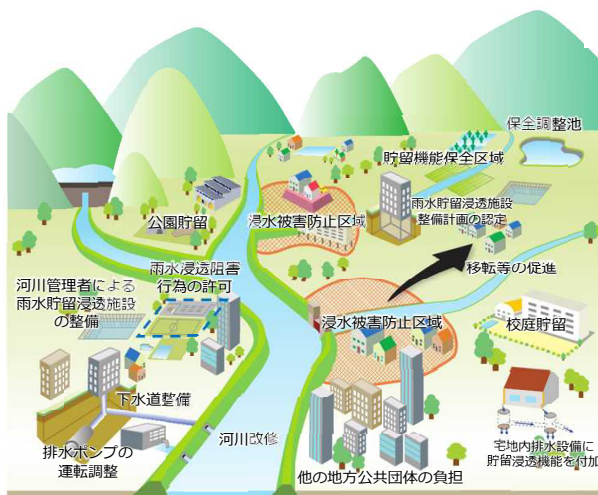 保全調整池
貯留機能保全区域
雨水貯留浸透施設
整備計画の認定
公園貯留
浸水被害防止区域
雨水浸透阻害
行為の許可
移転等の促進
河川管理者による
雨水貯留浸透施設
の整備
浸水被害防止区域
校庭貯留
下水道整備
河川改修
排水ポンプの
運転調整
宅地内排水設備に
貯留浸透機能を付加
他の地方公共団体の負担